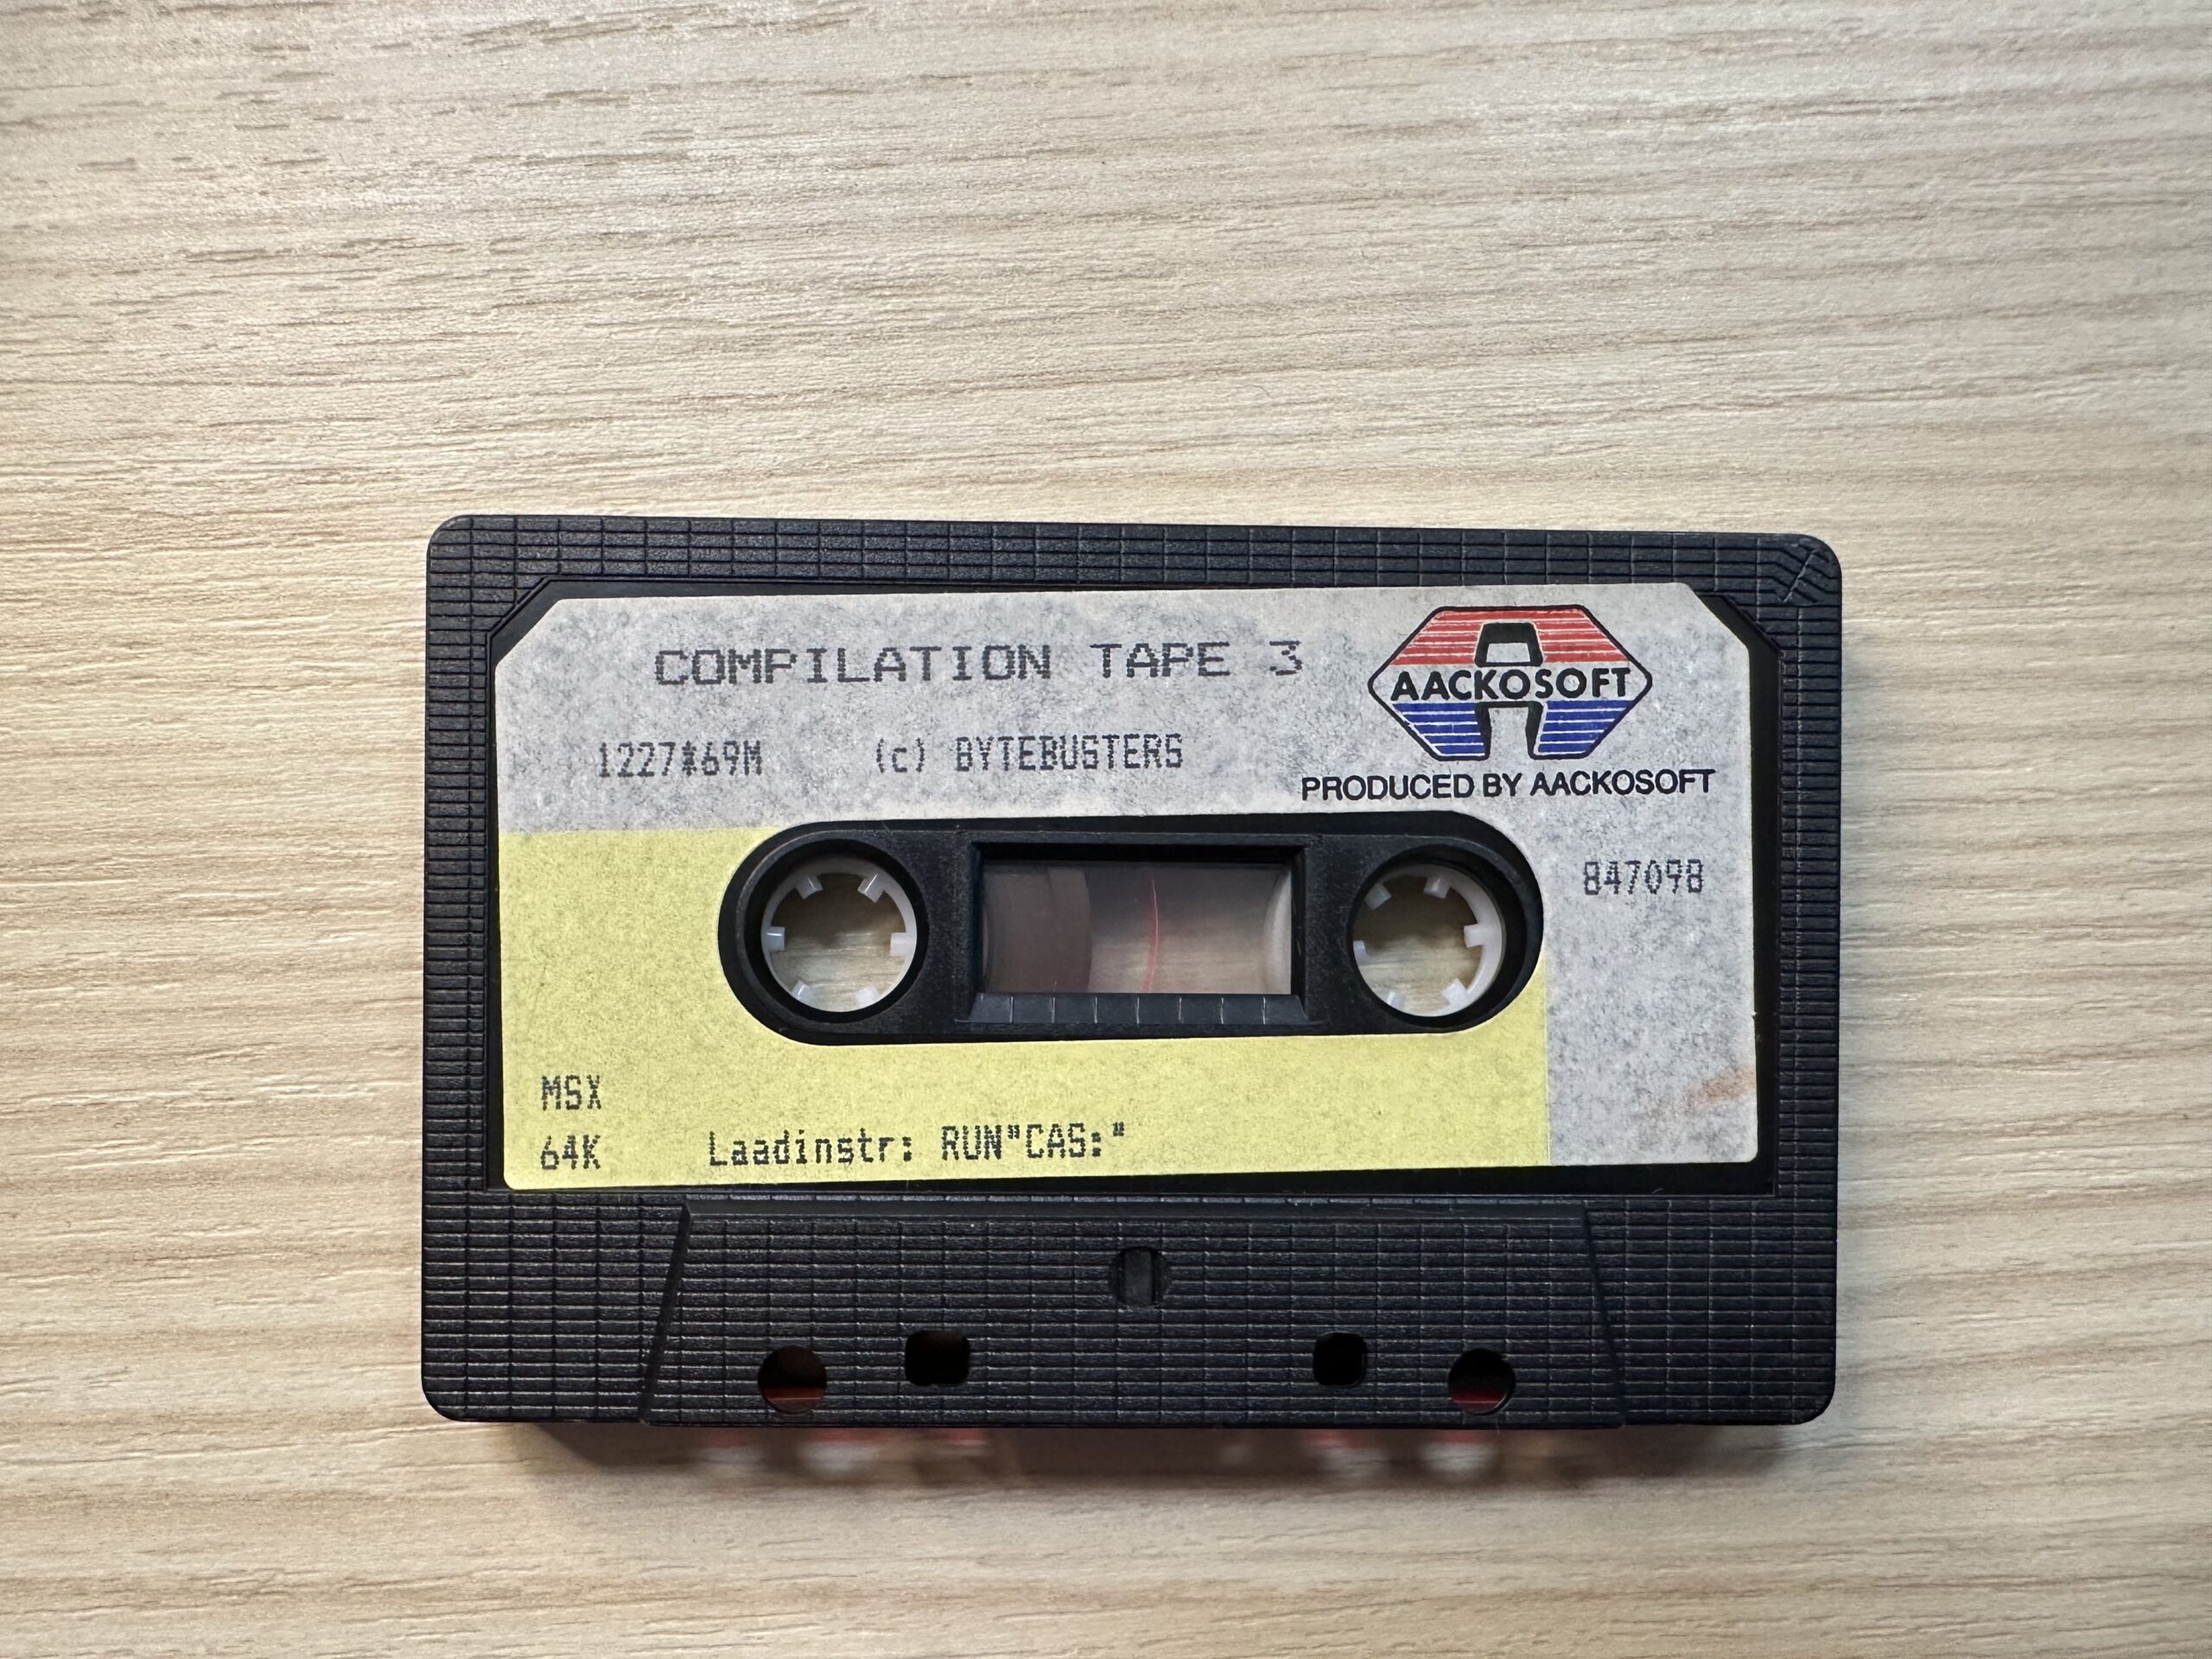 COMPILATION TAPE 3
AACKOSOFT
1227*69M (c) BYTEBUSTERS
PRODUCED BY AACKOSOFT
847098
MSX
64K Laadinstr: RUN"CAS:"